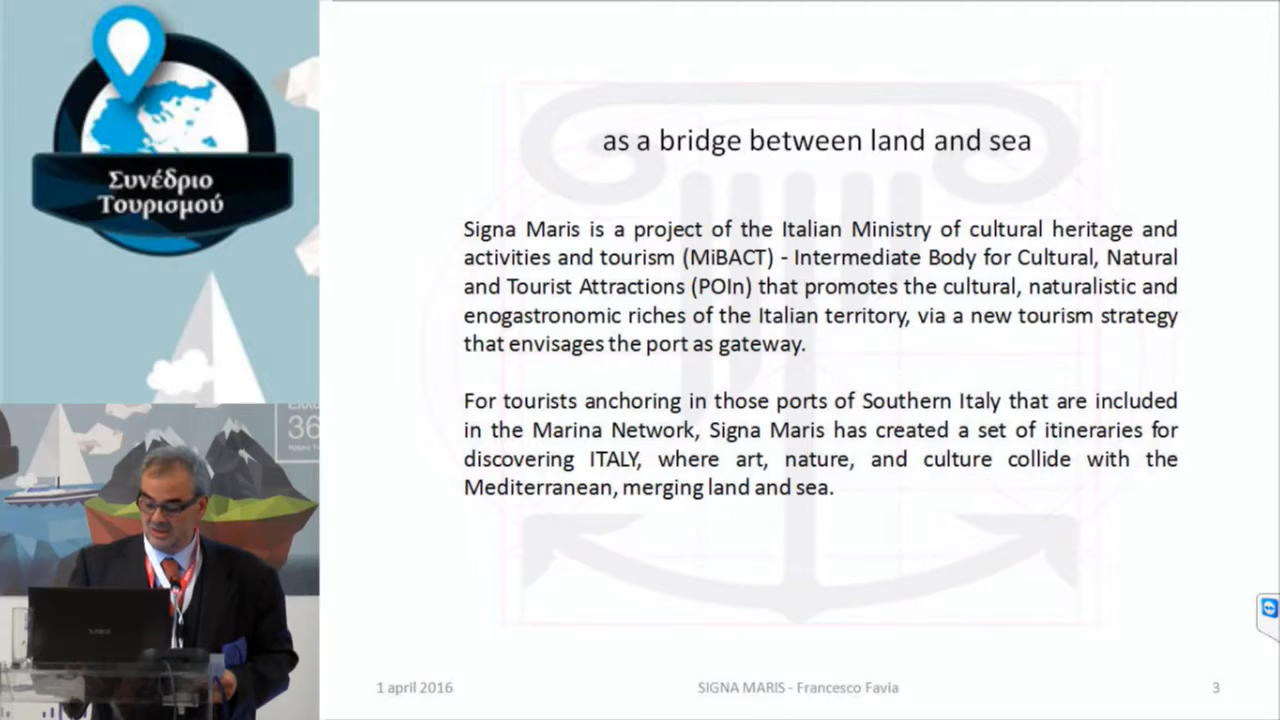 Συνέδριο
Τουρισμού
36
as a bridge between land and sea
Signa Maris is a project of the Italian Ministry of cultural heritage and
activities and tourism (MiBACT) - Intermediate Body for Cultural, Natural
and Tourist Attractions (POIn) that promotes the cultural, naturalistic and
enogastronomic riches of the Italian territory, via a new tourism strategy
that envisages the port as gateway.
For tourists anchoring in those ports of Southern Italy that are included
in the Marina Network, Signa Maris has created a set of itineraries for
discovering ITALY, where art, nature, and culture collide with the
Mediterranean, merging land and sea.
1 april 2016
SIGNA MARIS - Francesco Favia
3